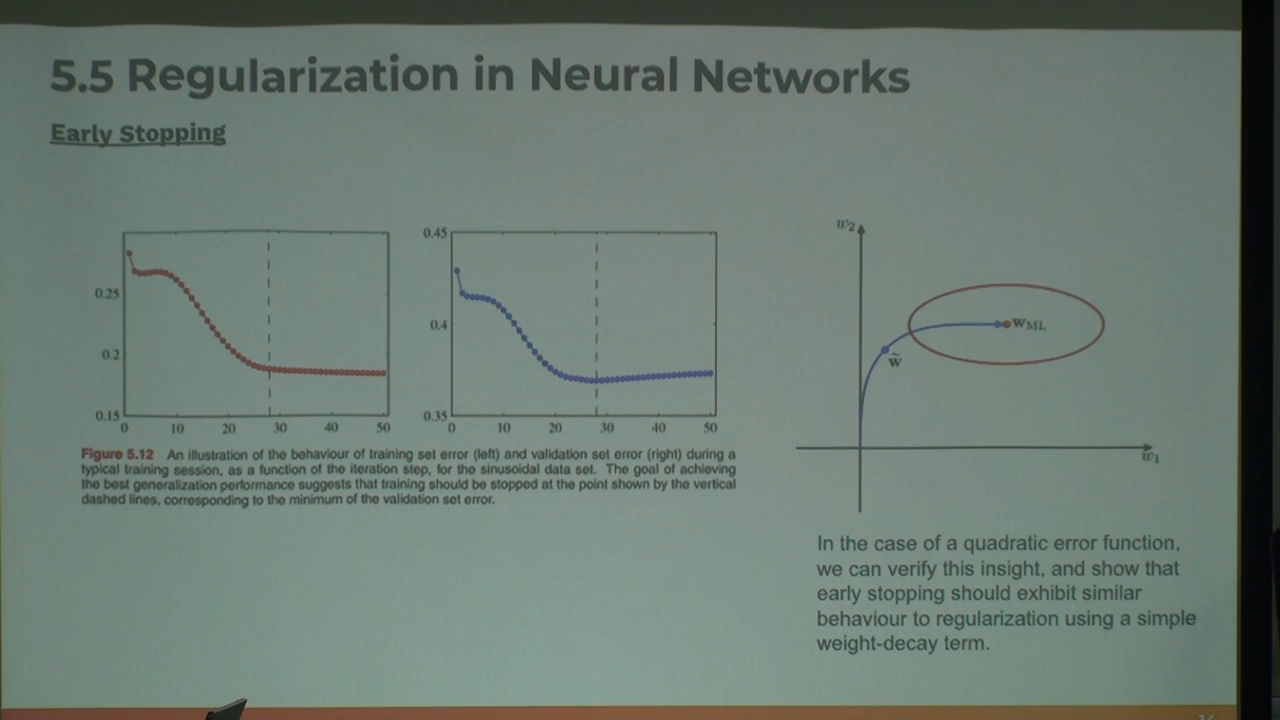 5.5 Regularization in Neural Networks
Early Stopping
0.25
0.2
0.15
0 10 20 30 40 50
0.45
0.4
0.35
0 10 20 30 40 50
Figure 5.12 An illustration of the behaviour of training set error (left) and validation set error (right) during a
typical training session, as a function of the iteration step, for the sinusoidal data set. The goal of achieving
the best generalization performance suggests that training should be stopped at the point shown by the vertical
dashed lines, corresponding to the minimum of the validation set error.
w₂
w_ML
w̃
w₁
In the case of a quadratic error function,
we can verify this insight, and show that
early stopping should exhibit similar
behaviour to regularization using a simple
weight-decay term.